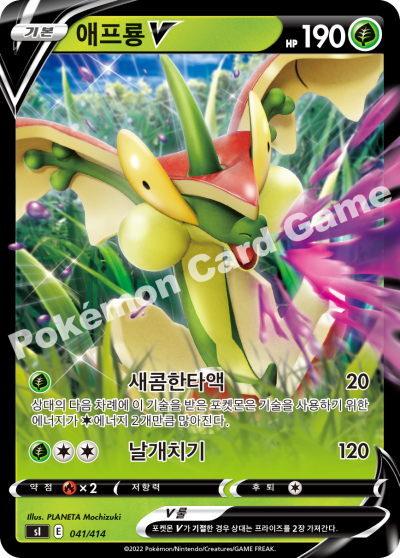 기본 애프룡 V HP 190
Pokémon Card Game
새콤한타액 20
상대의 다음 차례에 이 기술을 받은 포켓몬은 기술을 사용하기 위한
에너지가 에너지 2개만큼 많아진다.
날개치기 120
약점 ×2 저항력 후퇴
Illus. PLANETA Mochizuki
V 룰
sI E 041/414
포켓몬 V가 기절한 경우 상대는 프라이즈를 2장 가져간다.
©2022 Pokémon/Nintendo/Creatures/GAME FREAK.